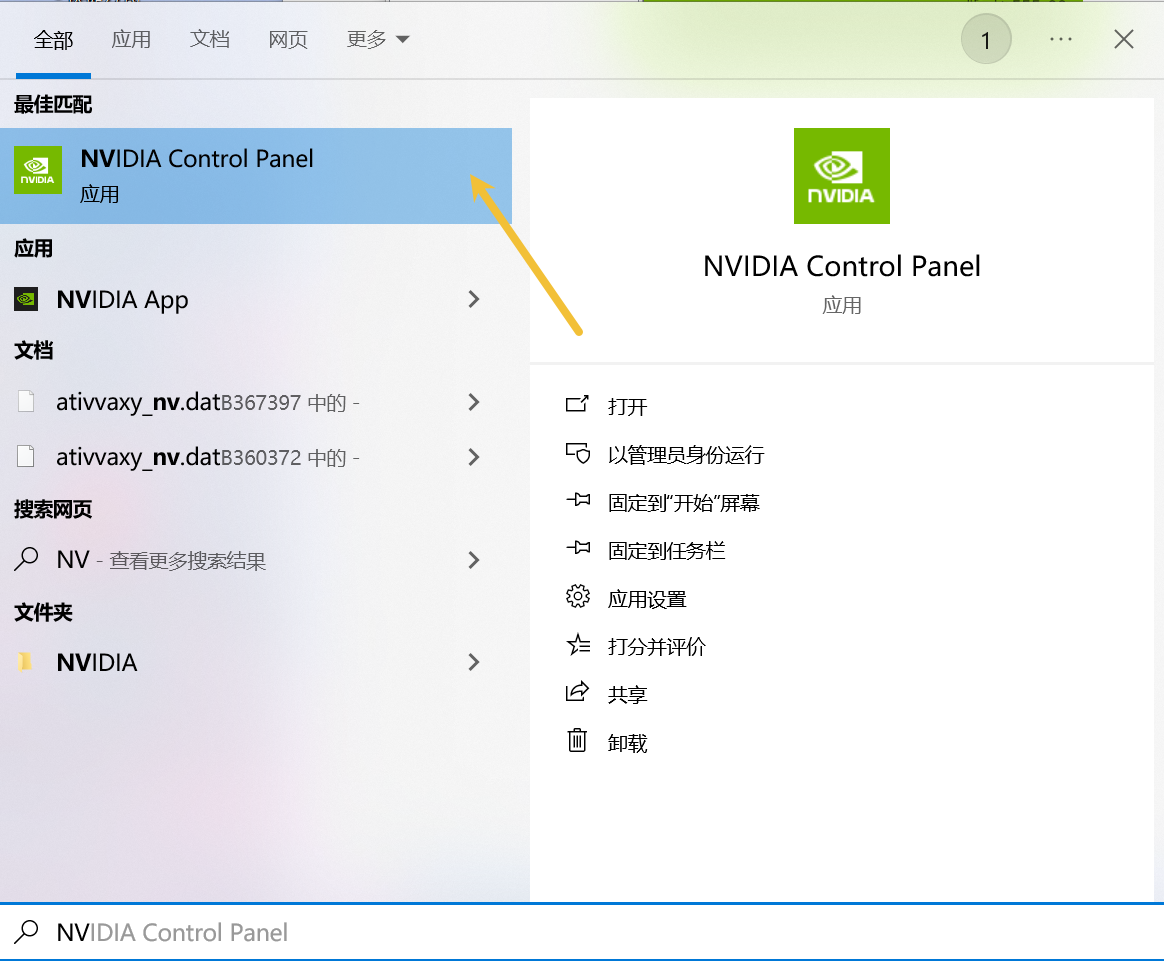 全部 应用 文档 网页 更多 1
最佳匹配
NVIDIA
NVIDIA Control Panel
应用
应用
NVIDIA App
文档
ativvaxy_nv.datB367397 中的 -
ativvaxy_nv.datB360372 中的 -
搜索网页
NV - 查看更多搜索结果
文件夹
NVIDIA
NVIDIA
NVIDIA Control Panel
应用
打开
以管理员身份运行
固定到“开始”屏幕
固定到任务栏
应用设置
打分并评价
共享
卸载
NVIDIA Control Panel